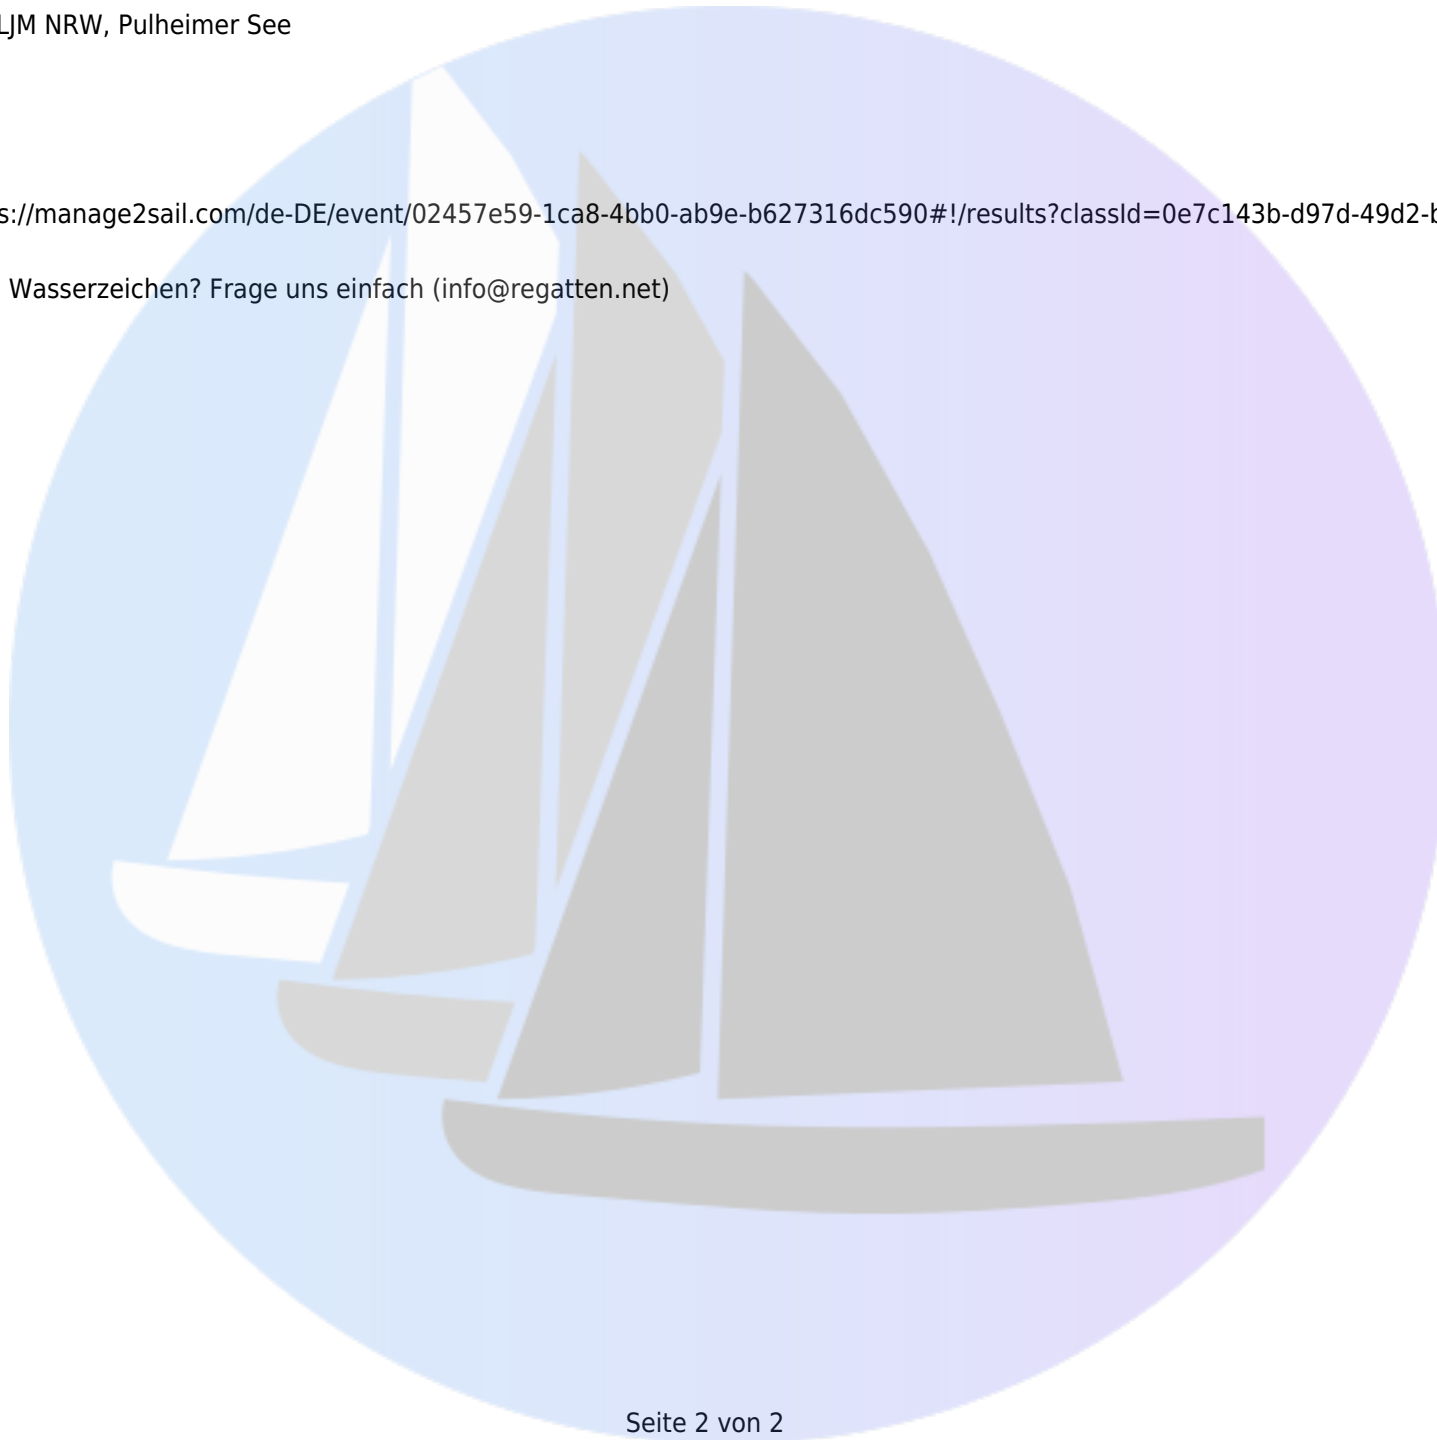 LJM NRW, Pulheimer See
s://manage2sail.com/de-DE/event/02457e59-1ca8-4bb0-ab9e-b627316dc590#!/results?classId=0e7c143b-d97d-49d2-b
Wasserzeichen? Frage uns einfach (info@regatten.net)
Seite 2 von 2